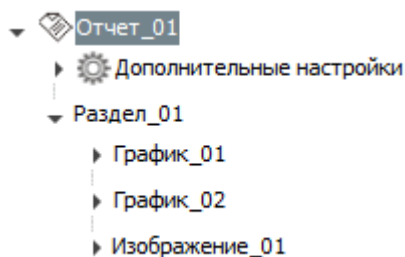 Отчет_01
Дополнительные настройки
Раздел_01
График_01
График_02
Изображение_01